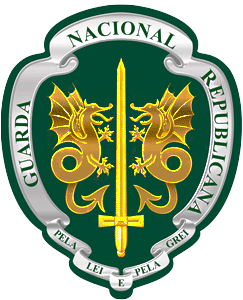 GUARDA NACIONAL REPUBLICANA
PELA LEI E PELA GREI